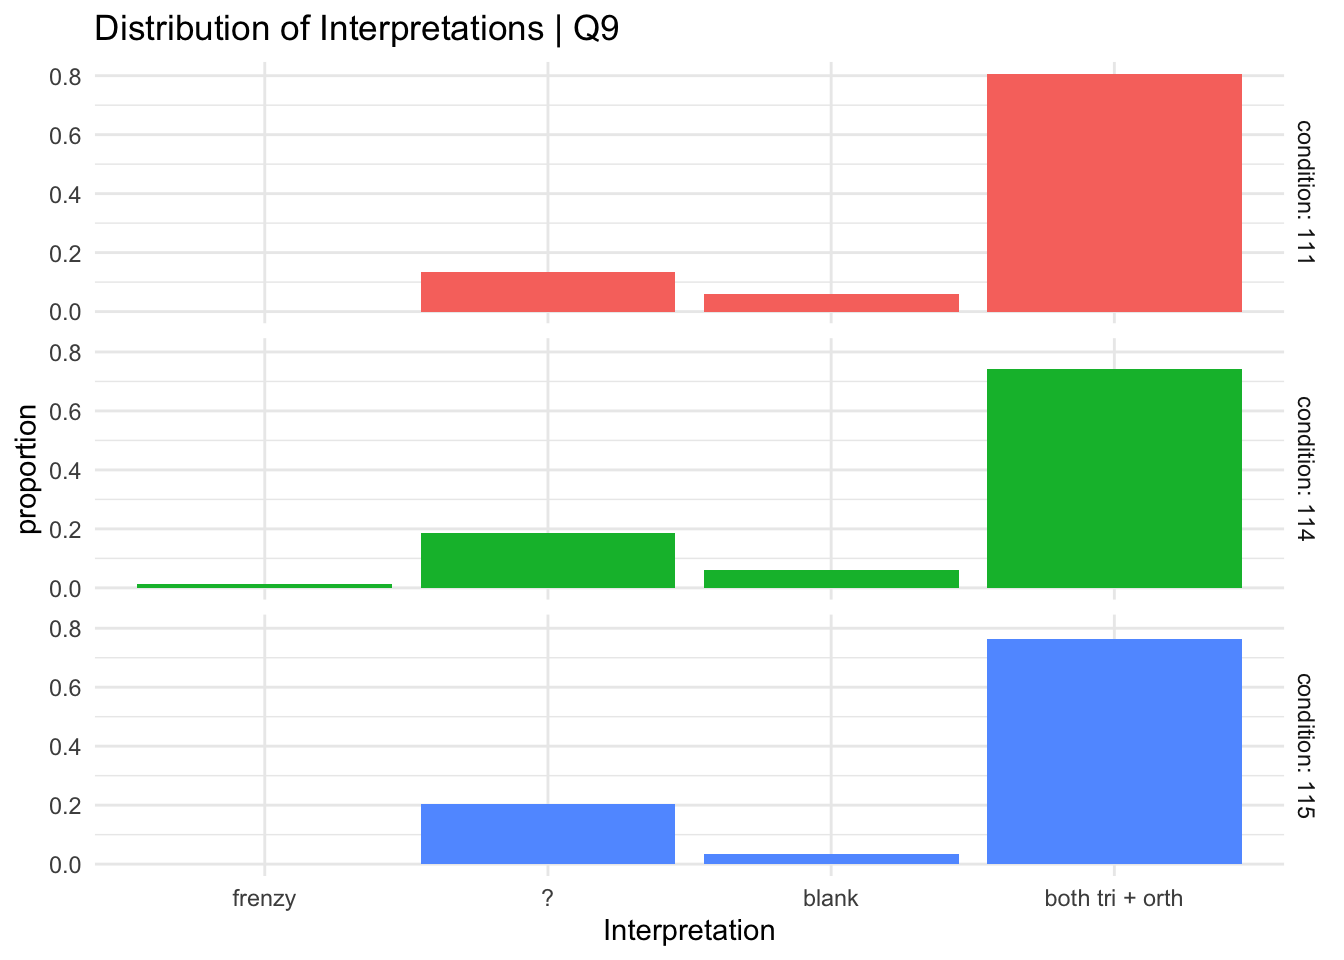 Distribution of Interpretations | Q9
0.8
0.6
0.4
0.2
0.0
condition: 111
0.8
0.6
0.4
0.2
0.0
condition: 114
0.8
0.6
0.4
0.2
0.0
condition: 115
proportion
frenzy ? blank both tri + orth
Interpretation